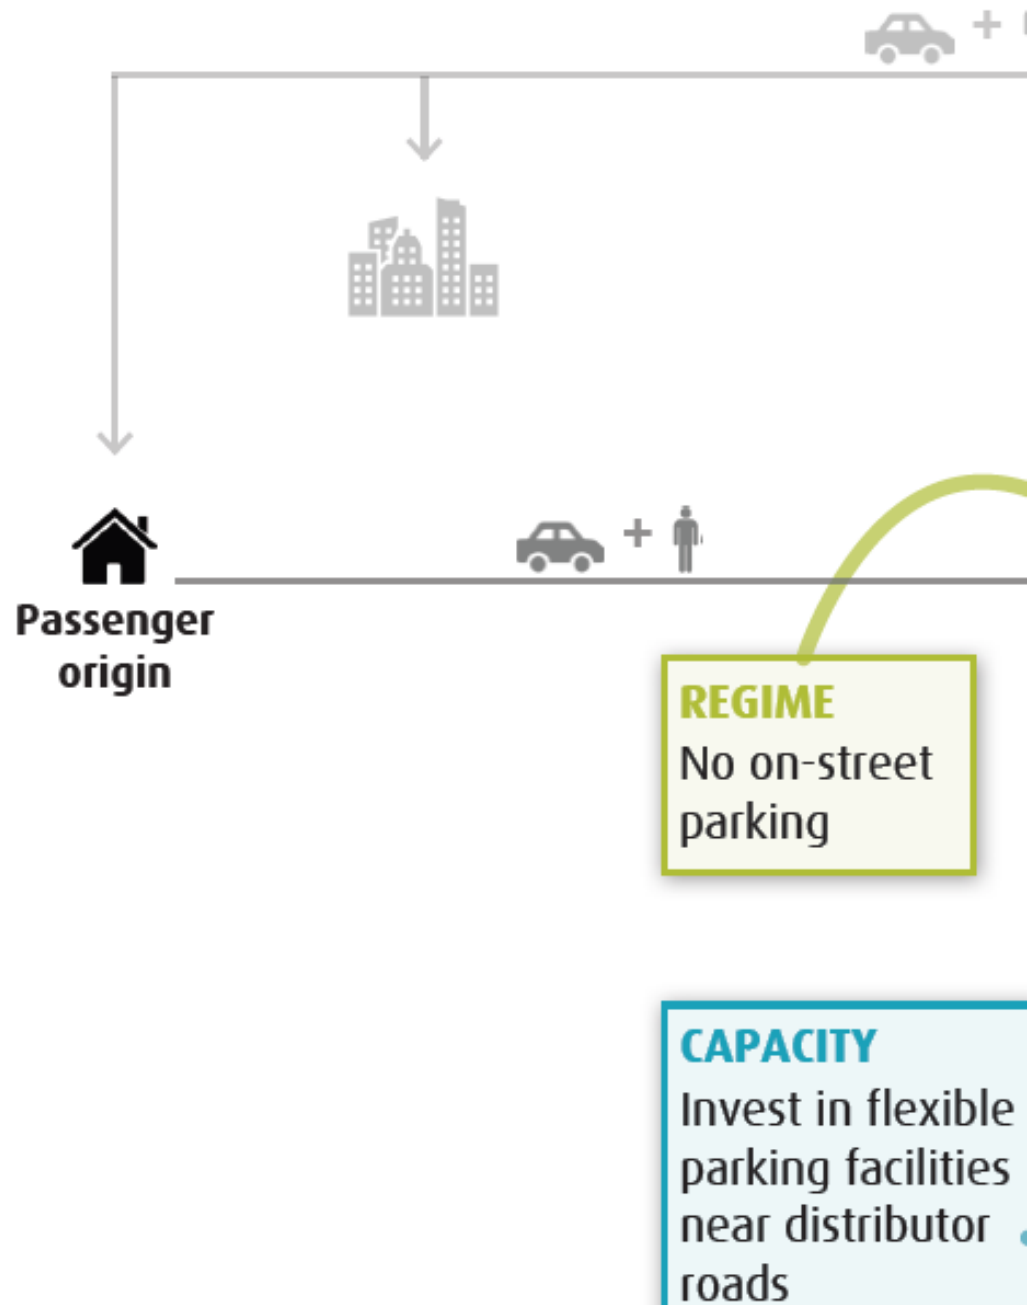 +
+
Passenger
origin
REGIME
No on-street
parking
CAPACITY
Invest in flexible
parking facilities
near distributor
roads